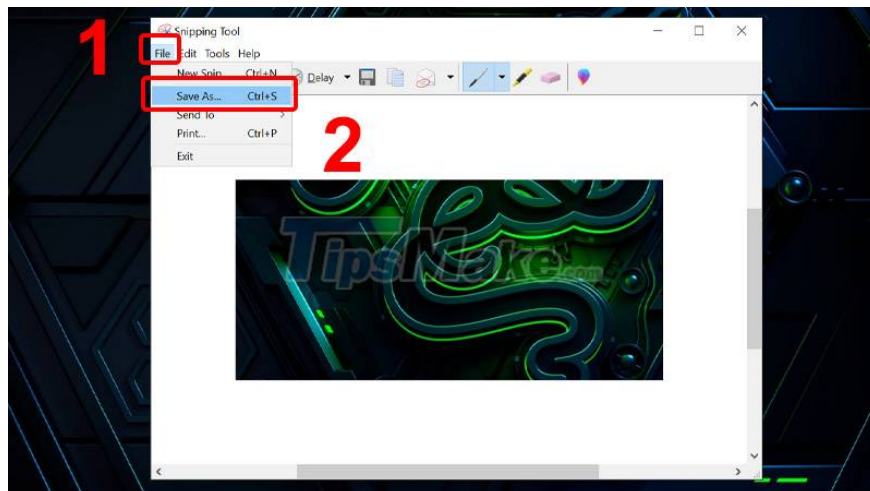 1
Snipping Tool
File Edit Tools Help
New Snip Ctrl+N
Delay
Save As... Ctrl+S
Send To
Print... Ctrl+P
2
Exit
TipsMake.com